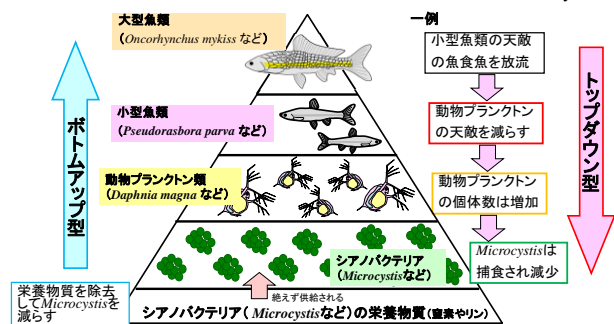 大型魚類
(Oncorhynchus mykiss など)
小型魚類
(Pseudorasbora parva など)
動物プランクトン類
(Daphnia magna など)
シアノバクテリア
(Microcystisなど)
絶えず供給される
シアノバクテリア(Microcystisなど)の栄養物質(窒素やリン)
ボトムアップ型
栄養物質を除去
してMicrocystisを
減らす
一例
小型魚類の天敵
の魚食魚を放流
動物プランクトン
の天敵を減らす
動物プランクトン
の個体数は増加
Microcystisは
捕食され減少
トップダウン型